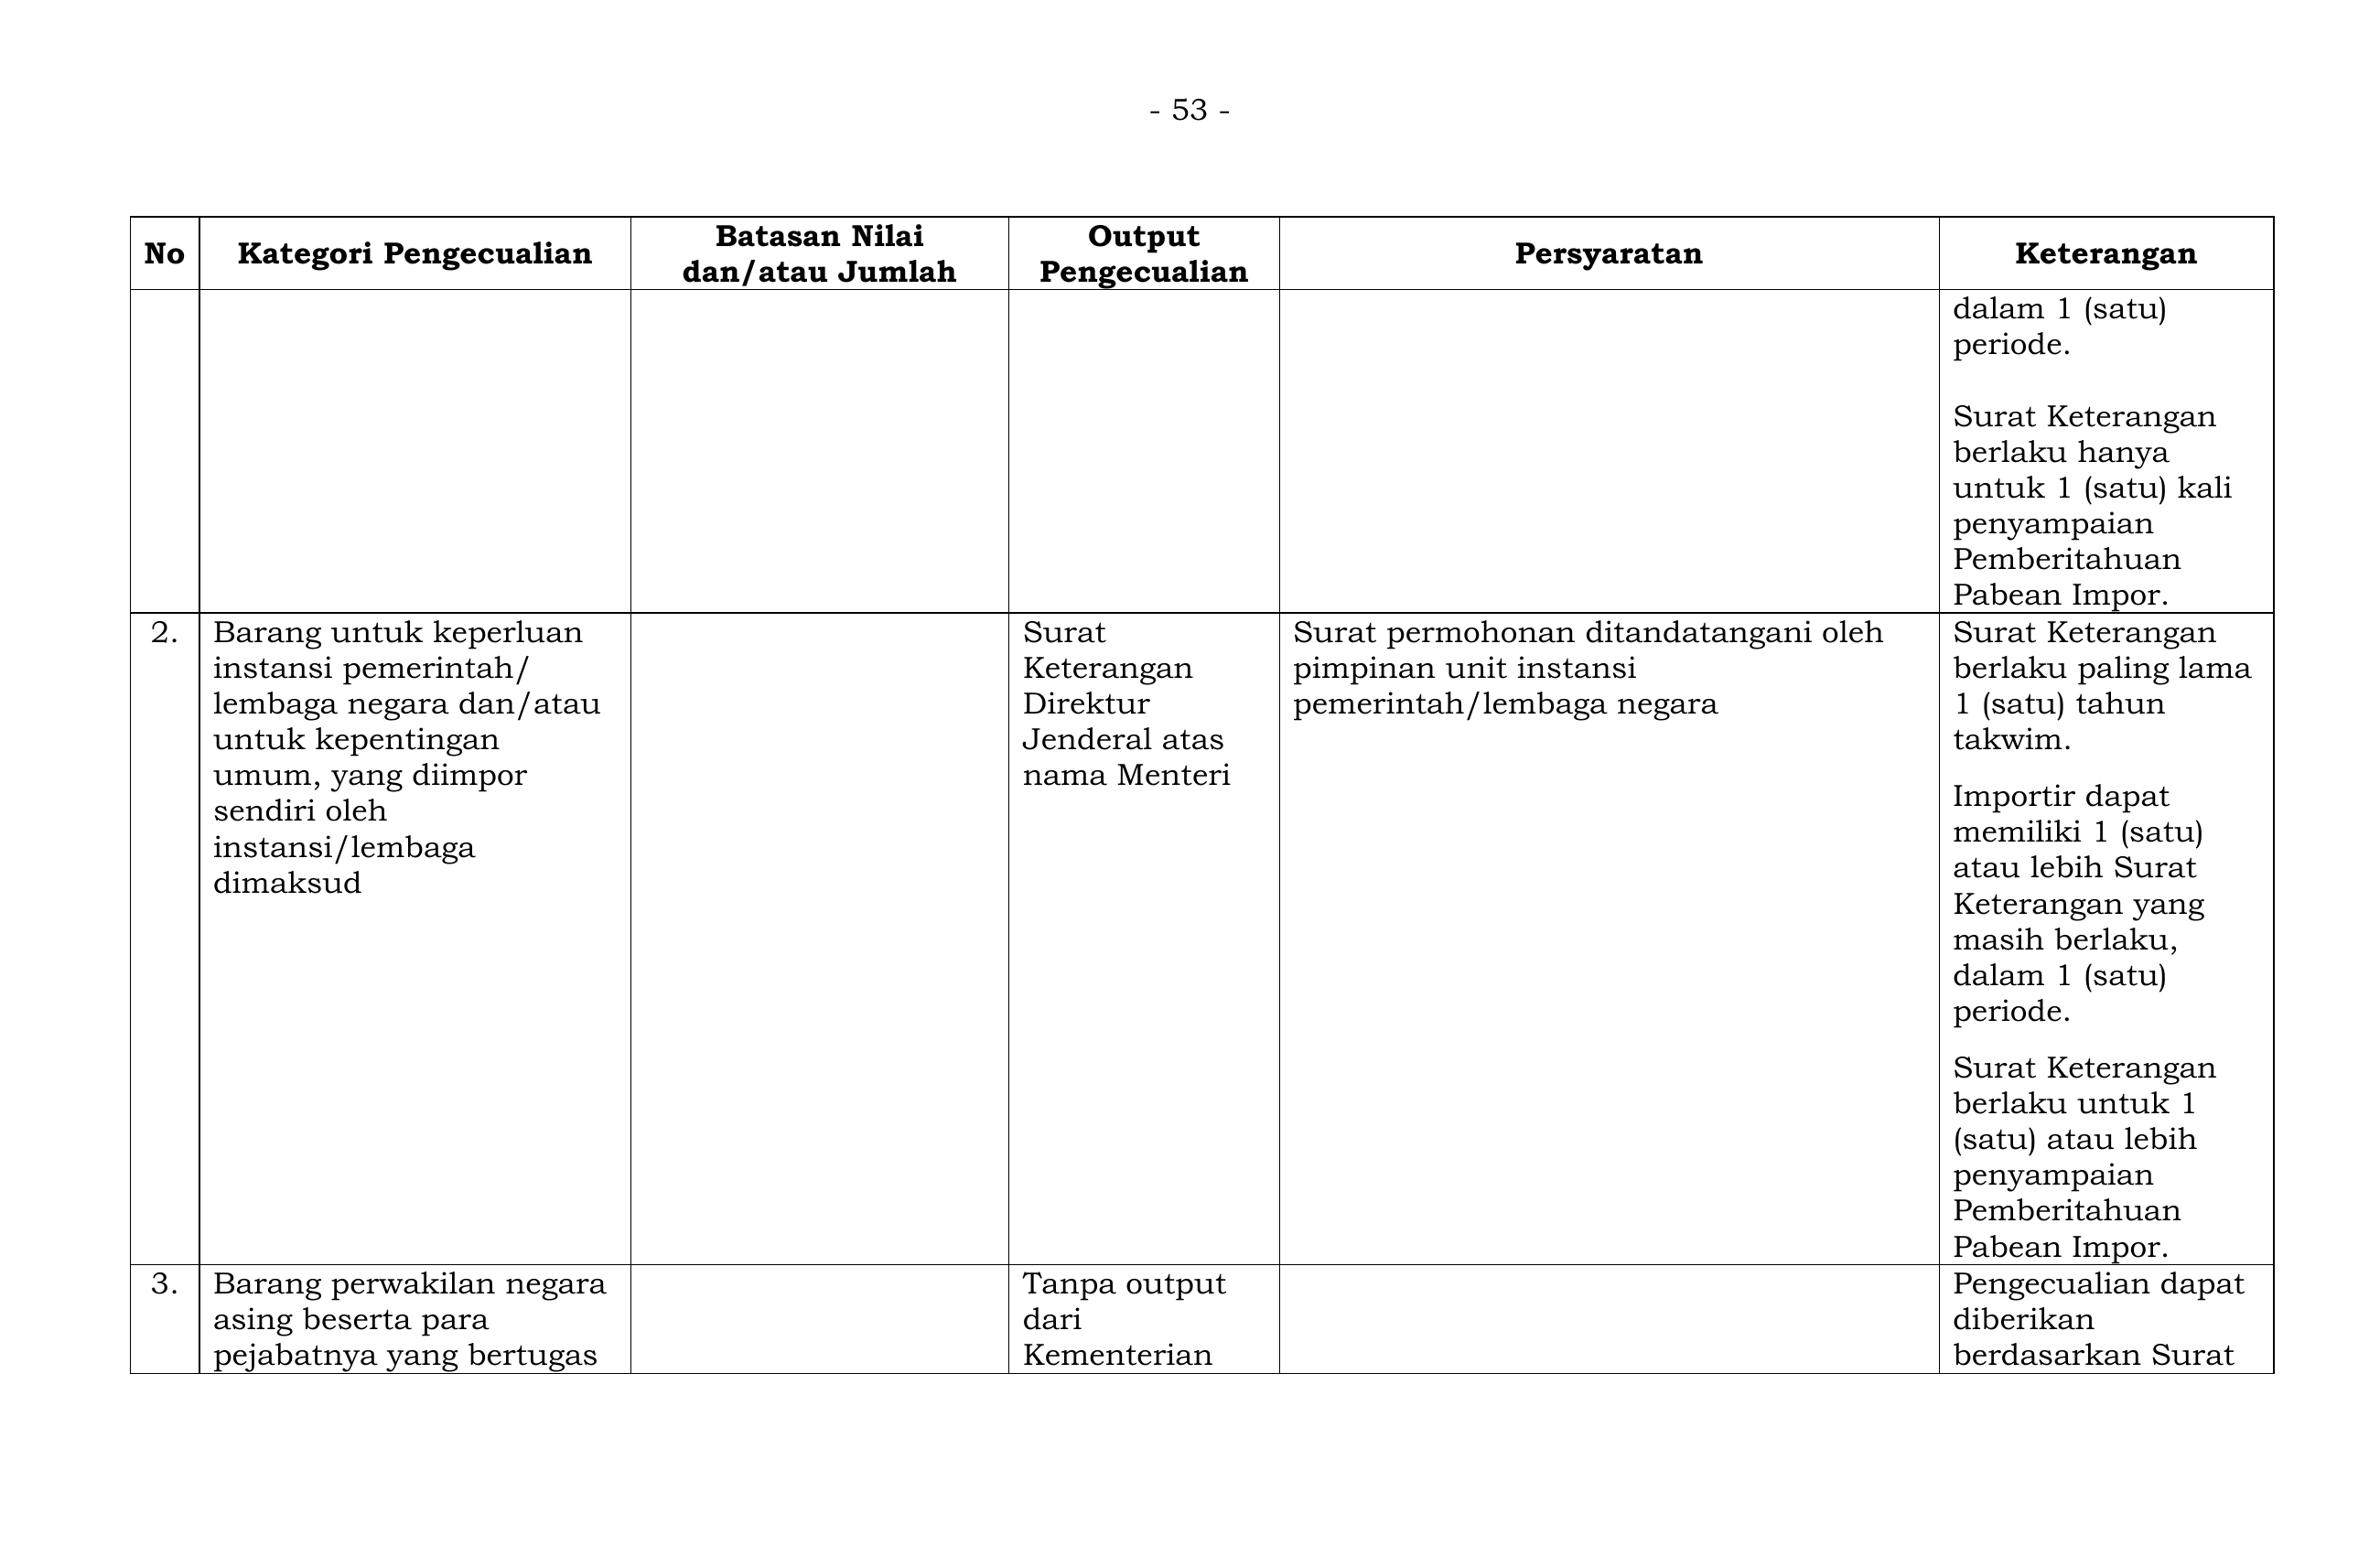 - 53 -
No
Kategori Pengecualian
Batasan Nilai
dan/atau Jumlah
Output
Pengecualian
Persyaratan
Keterangan
dalam 1 (satu)
periode.
Surat Keterangan
berlaku hanya
untuk 1 (satu) kali
penyampaian
Pemberitahuan
Pabean Impor.
2.
Barang untuk keperluan
instansi pemerintah/
lembaga negara dan/atau
untuk kepentingan
umum, yang diimpor
sendiri oleh
instansi/lembaga
dimaksud
Surat
Keterangan
Direktur
Jenderal atas
nama Menteri
Surat permohonan ditandatangani oleh
pimpinan unit instansi
pemerintah/lembaga negara
Surat Keterangan
berlaku paling lama
1 (satu) tahun
takwim.
Importir dapat
memiliki 1 (satu)
atau lebih Surat
Keterangan yang
masih berlaku,
dalam 1 (satu)
periode.
Surat Keterangan
berlaku untuk 1
(satu) atau lebih
penyampaian
Pemberitahuan
Pabean Impor.
3.
Barang perwakilan negara
asing beserta para
pejabatnya yang bertugas
Tanpa output
dari
Kementerian
Pengecualian dapat
diberikan
berdasarkan Surat